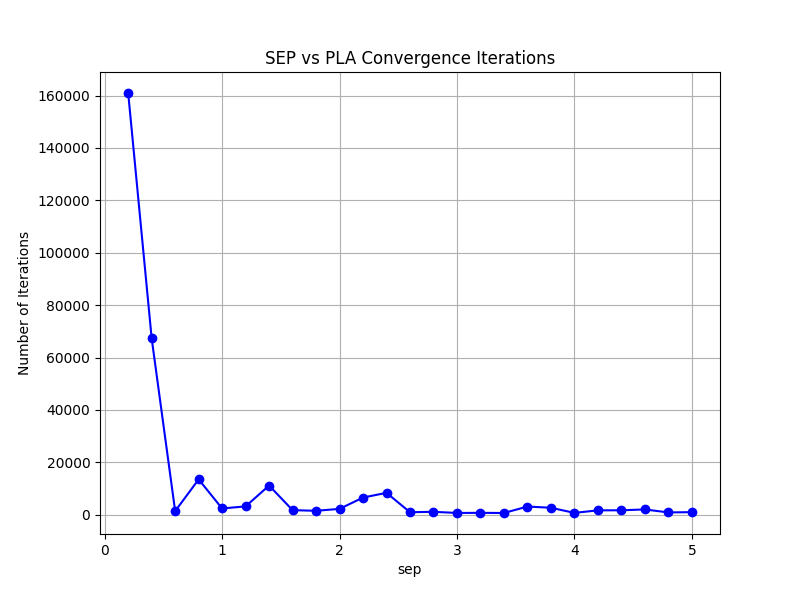 SEP vs PLA Convergence Iterations
Number of Iterations
160000
140000
120000
100000
80000
60000
40000
20000
0
0 1 2 3 4 5
sep